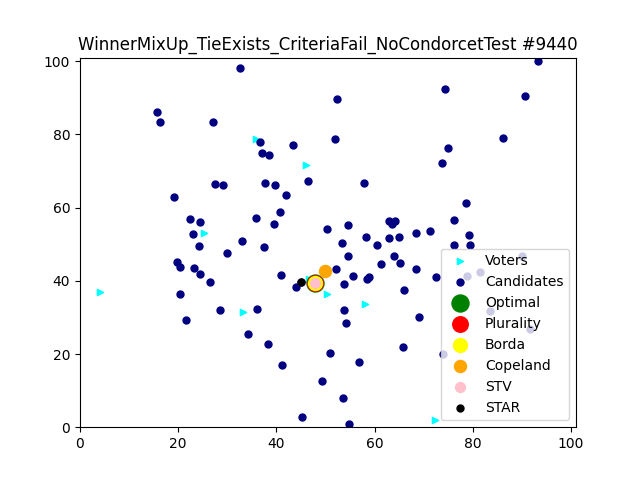 WinnerMixUp_TieExists_CriteriaFail_NoCondorcetTest #9440
100
80
60
40
20
0
0 20 40 60 80 100
Voters
Candidates
Optimal
Plurality
Borda
Copeland
STV
STAR